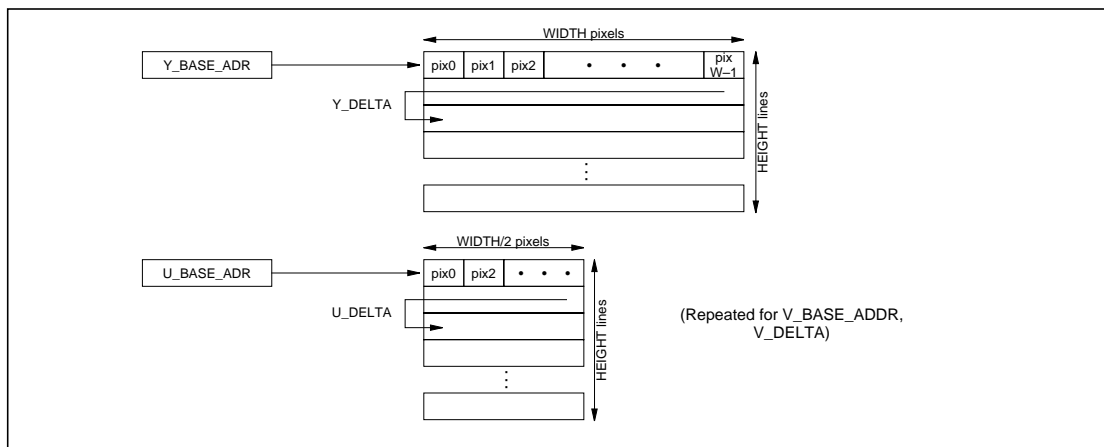 WIDTH pixels
Y_BASE_ADR
pix0 pix1 pix2 • • • pix
W–1
Y_DELTA
HEIGHT lines
WIDTH/2 pixels
U_BASE_ADR
pix0 pix2 • • •
U_DELTA
HEIGHT lines
(Repeated for V_BASE_ADDR,
V_DELTA)